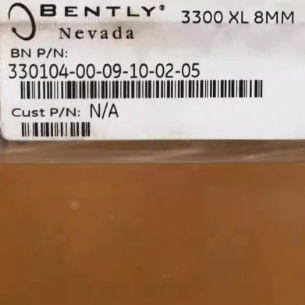 BENTLY®
Nevada
3300 XL 8MM
BN P/N:
330104-00-09-10-02-05
Cust P/N: N/A